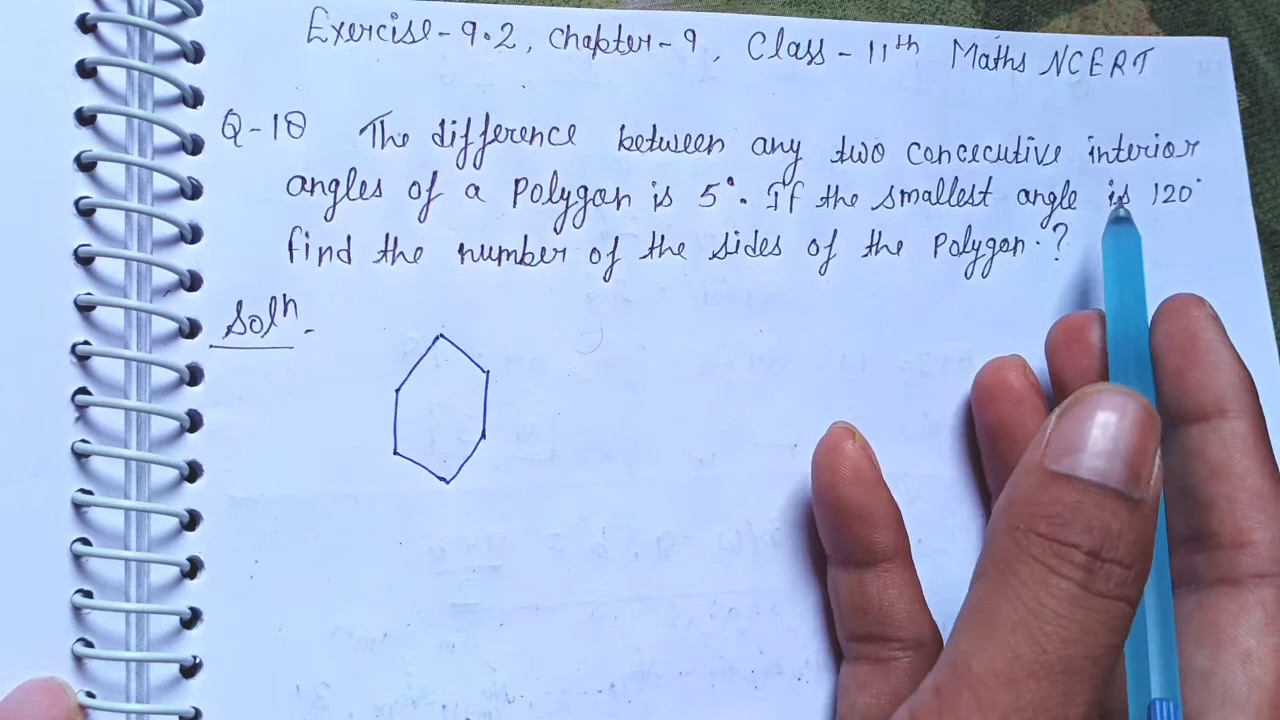 Exercise-9.2, Chapter-9, Class-11th Maths NCERT
Q-18 The difference between any two concecutive interior
angles of a polygon is 5°. If the smallest angle is 120°
find the number of the sides of the polygon.?
Solⁿ.